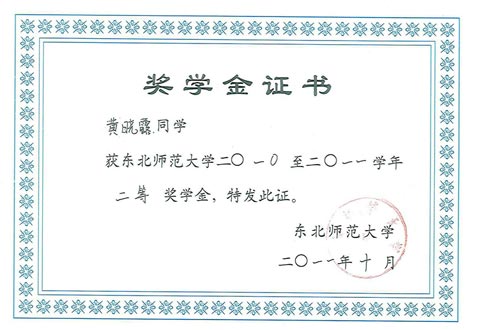 奖学金证书
黄晓露同学
获东北师范大学二〇一〇至二〇一一学年
二等奖学金，特发此证。
东北师范大学
二〇一一年十月